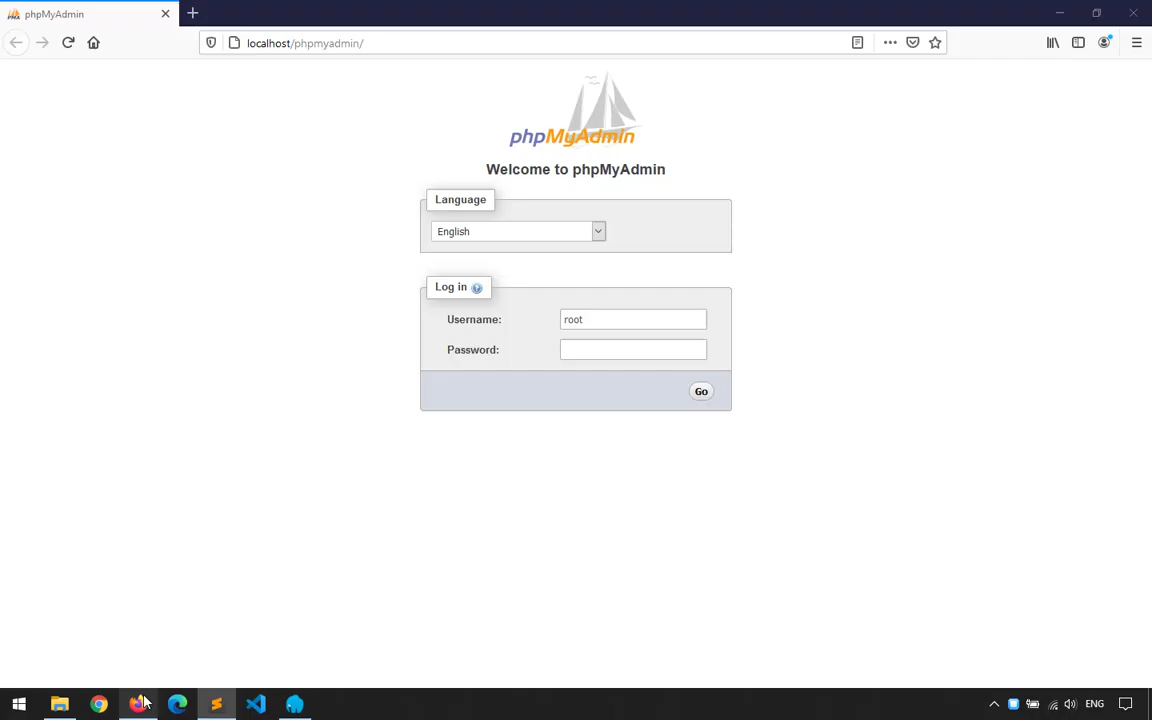 phpMyAdmin
localhost/phpmyadmin/
phpMyAdmin
Welcome to phpMyAdmin
Language
English
Log in
Username:
root
Password:
Go
ENG